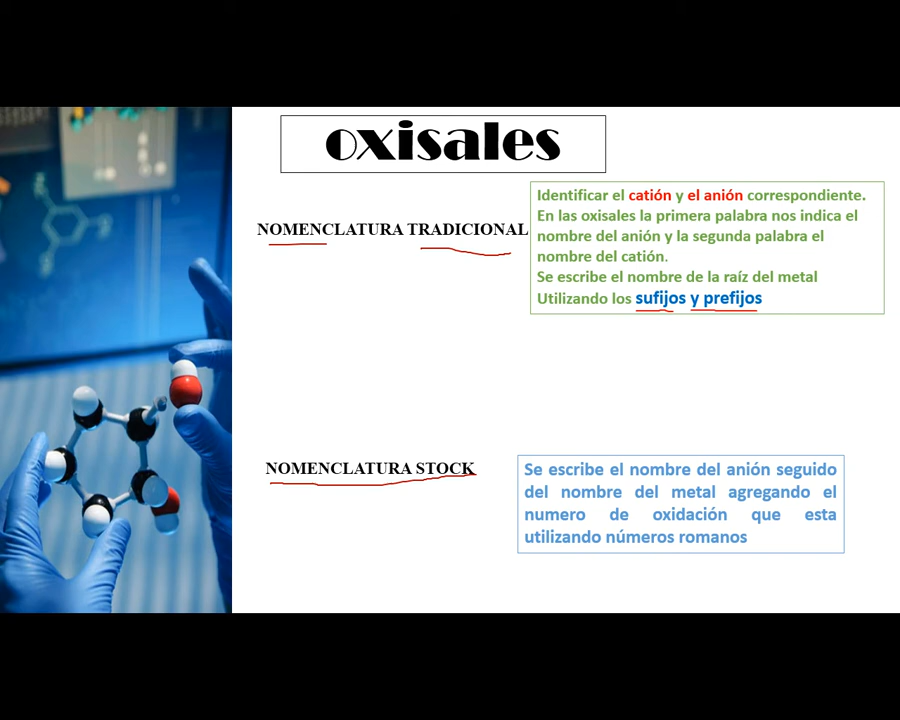 oxisales
NOMENCLATURA TRADICIONAL
Identificar el catión y el anión correspondiente.
En las oxisales la primera palabra nos indica el
nombre del anión y la segunda palabra el
nombre del catión.
Se escribe el nombre de la raíz del metal
Utilizando los sufijos y prefijos
NOMENCLATURA STOCK
Se escribe el nombre del anión seguido
del nombre del metal agregando el
numero de oxidación que esta
utilizando números romanos